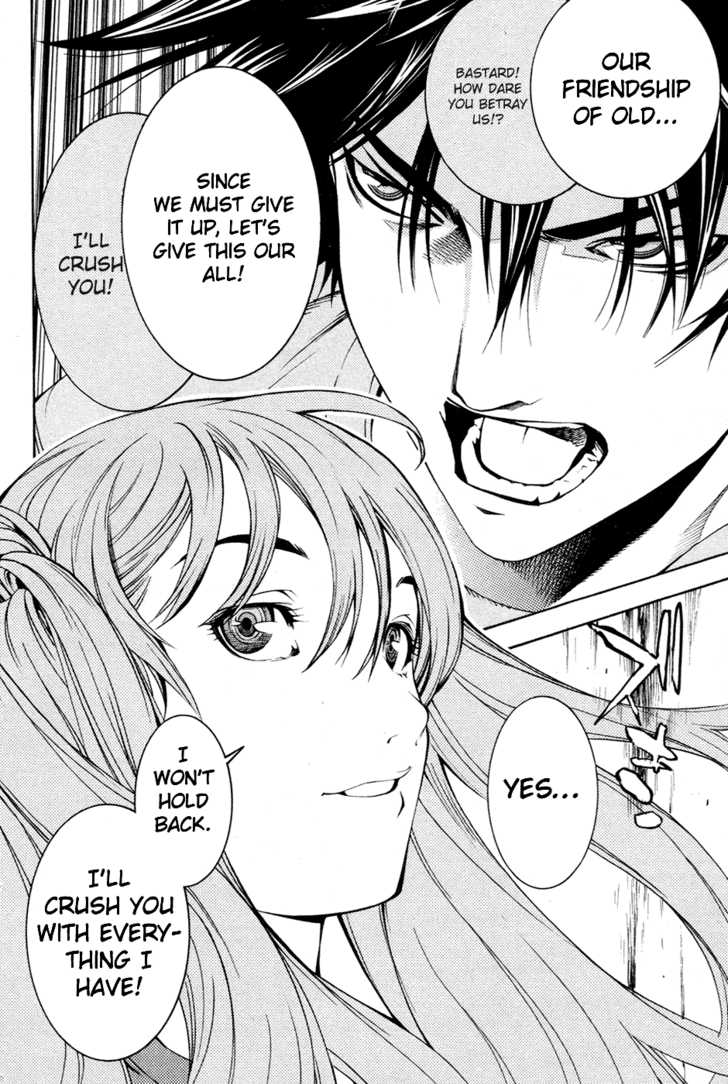 OUR
FRIENDSHIP
OF OLD...
BASTARD!
HOW DARE
YOU BETRAY
US!?
SINCE
WE MUST GIVE
IT UP, LET'S
GIVE THIS OUR
ALL!
I'LL
CRUSH
YOU!
YES...
I
WON'T
HOLD
BACK.
I'LL
CRUSH YOU
WITH EVERY-
THING I
HAVE!